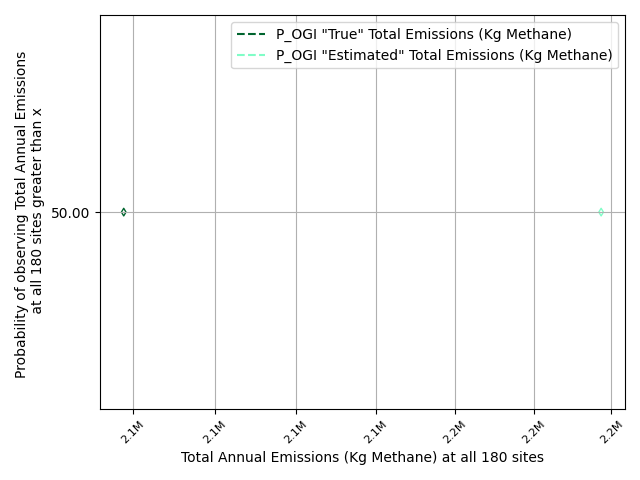 P_OGI "True" Total Emissions (Kg Methane)
P_OGI "Estimated" Total Emissions (Kg Methane)
Probability of observing Total Annual Emissions
at all 180 sites greater than x
50.00
2.1M 2.1M 2.1M 2.1M 2.2M 2.2M 2.2M
Total Annual Emissions (Kg Methane) at all 180 sites